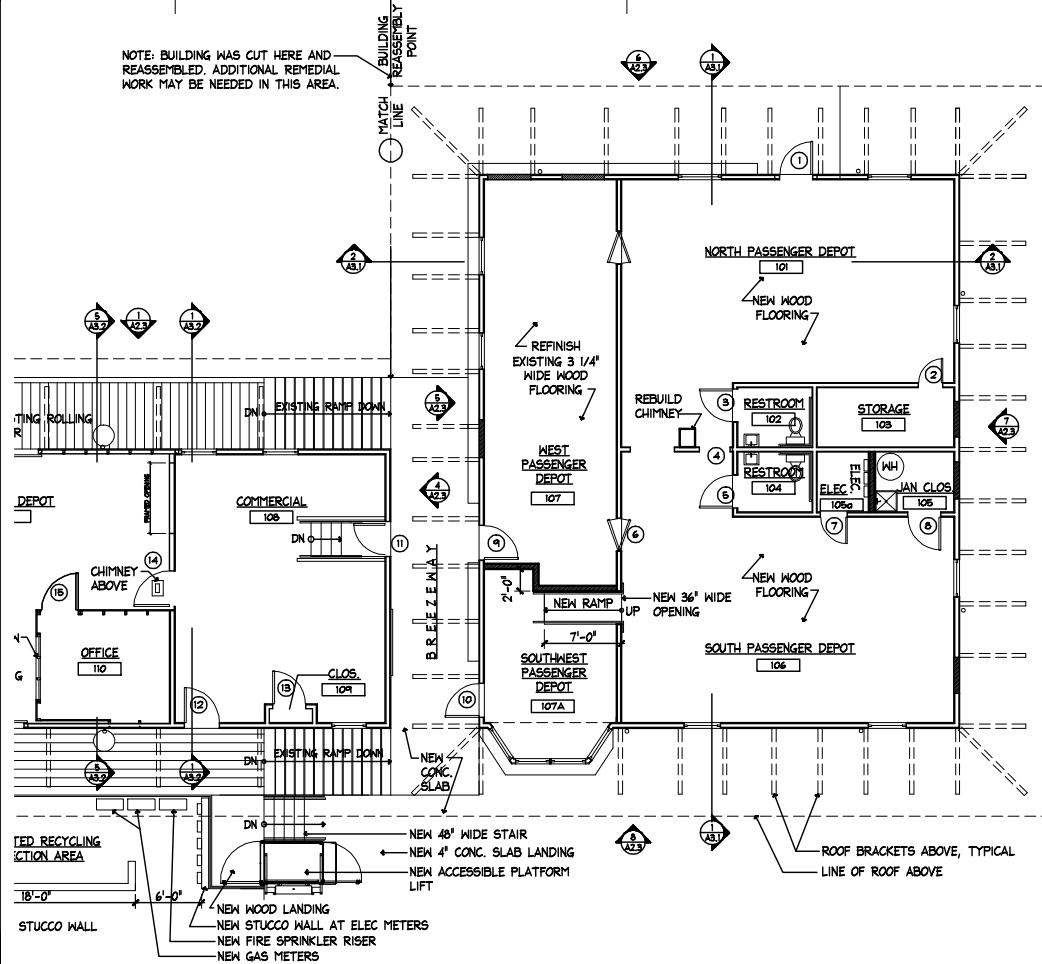 NOTE: BUILDING WAS CUT HERE AND
REASSEMBLED. ADDITIONAL REMEDIAL
WORK MAY BE NEEDED IN THIS AREA.
BUILDING
REASSEMBLY
POINT
MATCH
LINE
6
A2.3
1
A3.1
1
2
A3.1
NORTH PASSENGER DEPOT
101
2
A3.1
NEW WOOD
FLOORING
5
A3.2
1
A2.3
1
A3.2
REFINISH
EXISTING 3 1/4"
WIDE WOOD
FLOORING
2
5
A2.3
DN
EXISTING RAMP DOWN
STING ROLLING
R
REBUILD
CHIMNEY
3
RESTROOM
102
STORAGE
103
7
A2.3
WEST
PASSENGER
DEPOT
107
4
RESTROOM
104
5
ELEC.
ELEC.
105a
WH
JAN CLOS.
105
4
A2.3
DEPOT
COMMERCIAL
108
FRAMED OPENING
DN
11
9
6
7
8
BREEZEWAY
14
CHIMNEY
ABOVE
15
2'-0"
NEW RAMP
UP
NEW 36" WIDE
OPENING
7'-0"
NEW WOOD
FLOORING
OFFICE
110
G
SOUTHWEST
PASSENGER
DEPOT
107A
SOUTH PASSENGER DEPOT
106
CLOS.
109
13
12
10
DN
EXISTING RAMP DOWN
NEW
CONC.
SLAB
5
A3.2
1
A3.2
DN
NEW 48" WIDE STAIR
NEW 4" CONC. SLAB LANDING
NEW ACCESSIBLE PLATFORM
LIFT
8
A2.3
1
A3.1
ROOF BRACKETS ABOVE, TYPICAL
LINE OF ROOF ABOVE
TED RECYCLING
ECTION AREA
18'-0"
6'-0"
STUCCO WALL
NEW WOOD LANDING
NEW STUCCO WALL AT ELEC METERS
NEW FIRE SPRINKLER RISER
NEW GAS METERS